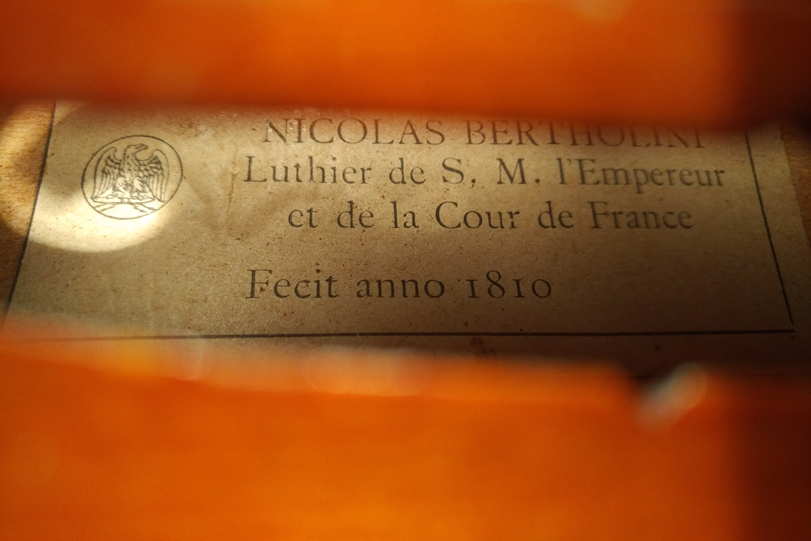 NICOLAS BERTHOLINI
Luthier de S. M. l'Empereur
et de la Cour de France
Fecit anno 1810